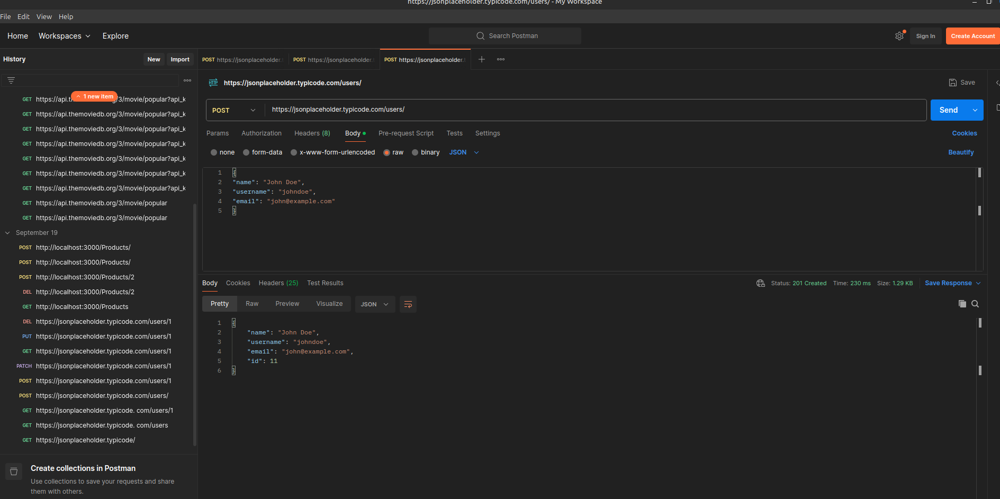 https://jsonplaceholder.typicode.com/users/ - My Workspace
File Edit View Help
Home Workspaces Explore Search Postman Sign In Create Account
History New Import
POST https://jsonplaceholder. POST https://jsonplaceholder. POST https://jsonplaceholder.
https://jsonplaceholder.typicode.com/users/ Save
1 new item
GET https://api.th /3/movie/popular?api_k
GET https://api.themoviedb.org/3/movie/popular?api_k
GET https://api.themoviedb.org/3/movie/popular?api_k
GET https://api.themoviedb.org/3/movie/popular?api_k
GET https://api.themoviedb.org/3/movie/popular?api_k
GET https://api.themoviedb.org/3/movie/popular?api_k
GET https://api.themoviedb.org/3/movie/popular?api_k
GET https://api.themoviedb.org/3/movie/popular
GET https://api.themoviedb.org/3/movie/popular
September 19
POST http://localhost:3000/Products/
POST http://localhost:3000/Products/
POST http://localhost:3000/Products/2
DEL http://localhost:3000/Products/2
GET http://localhost:3000/Products
DEL https://jsonplaceholder.typicode.com/users/1
PUT https://jsonplaceholder.typicode.com/users/1
GET https://jsonplaceholder.typicode.com/users/1
PATCH https://jsonplaceholder.typicode.com/users/1
POST https://jsonplaceholder.typicode.com/users/1
POST https://jsonplaceholder.typicode.com/users/
GET https://jsonplaceholder.typicode. com/users/1
GET https://jsonplaceholder.typicode. com/users
GET https://jsonplaceholder.typicode/
Create collections in Postman
Use collections to save your requests and share
them with others.
POST https://jsonplaceholder.typicode.com/users/ Send
Params Authorization Headers (8) Body Pre-request Script Tests Settings Cookies
none form-data x-www-form-urlencoded raw binary JSON Beautify
1 {
2 "name": "John Doe",
3 "username": "johndoe",
4 "email": "john@example.com"
5 }
Body Cookies Headers (25) Test Results Status: 201 Created Time: 230 ms Size: 1.29 KB Save Response
Pretty Raw Preview Visualize JSON
1 {
2 "name": "John Doe",
3 "username": "johndoe",
4 "email": "john@example.com",
5 "id": 11
6 }